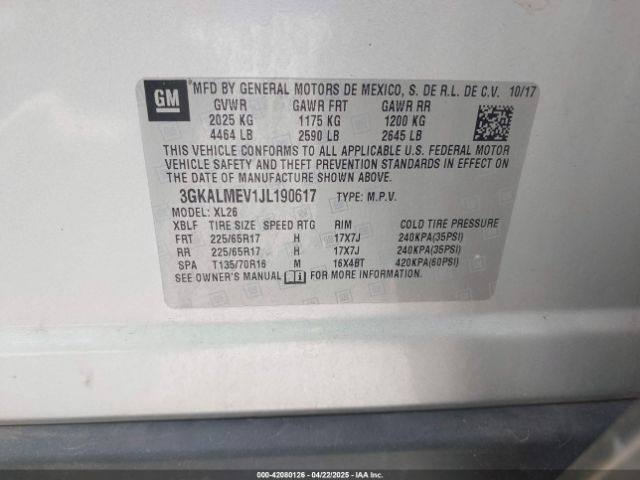 GM
*MFD BY GENERAL MOTORS DE MEXICO, S. DE R.L. DE C.V. 10/17
GVWR GAWR FRT GAWR RR
2025 KG 1175 KG 1200 KG
4464 LB 2590 LB 2645 LB
THIS VEHICLE CONFORMS TO ALL APPLICABLE U.S. FEDERAL MOTOR
VEHICLE SAFETY AND THEFT PREVENTION STANDARDS IN EFFECT ON
THE DATE OF MANUFACTURE SHOWN ABOVE.
3GKALMEV1JL190617 TYPE: M.P.V.
MODEL: XL26
XBLF TIRE SIZE SPEED RTG RIM COLD TIRE PRESSURE
FRT 225/65R17 H 17X7J 240KPA(35PSI)
RR 225/65R17 H 17X7J 240KPA(35PSI)
SPA T135/70R16 M 16X4BT 420KPA(60PSI)
SEE OWNER'S MANUAL FOR MORE INFORMATION
000-42080126 - 04/22/2025 - IAAI.COM